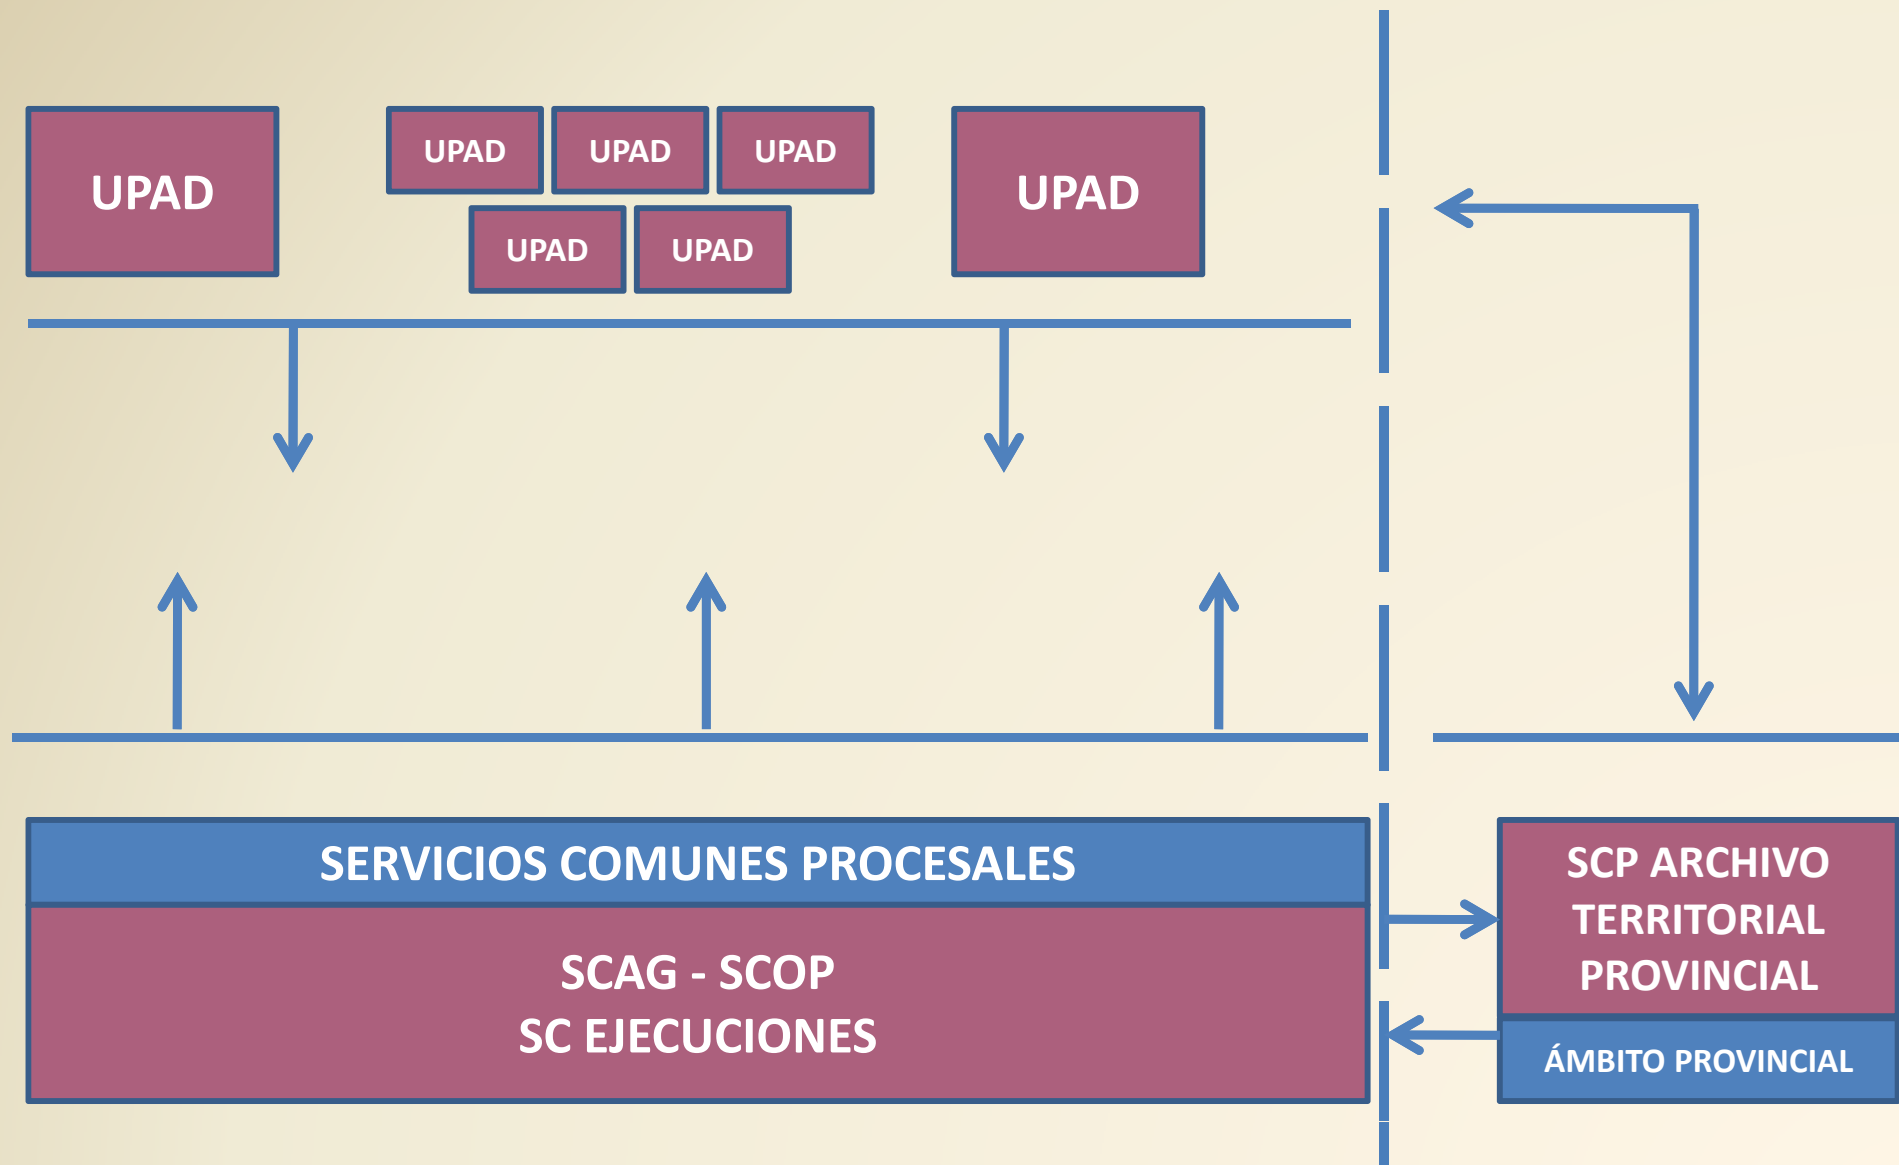 UPAD
UPAD
UPAD
UPAD
UPAD
UPAD
UPAD
SERVICIOS COMUNES PROCESALES
SCAG - SCOP
SC EJECUCIONES
SCP ARCHIVO
TERRITORIAL
PROVINCIAL
ÁMBITO PROVINCIAL